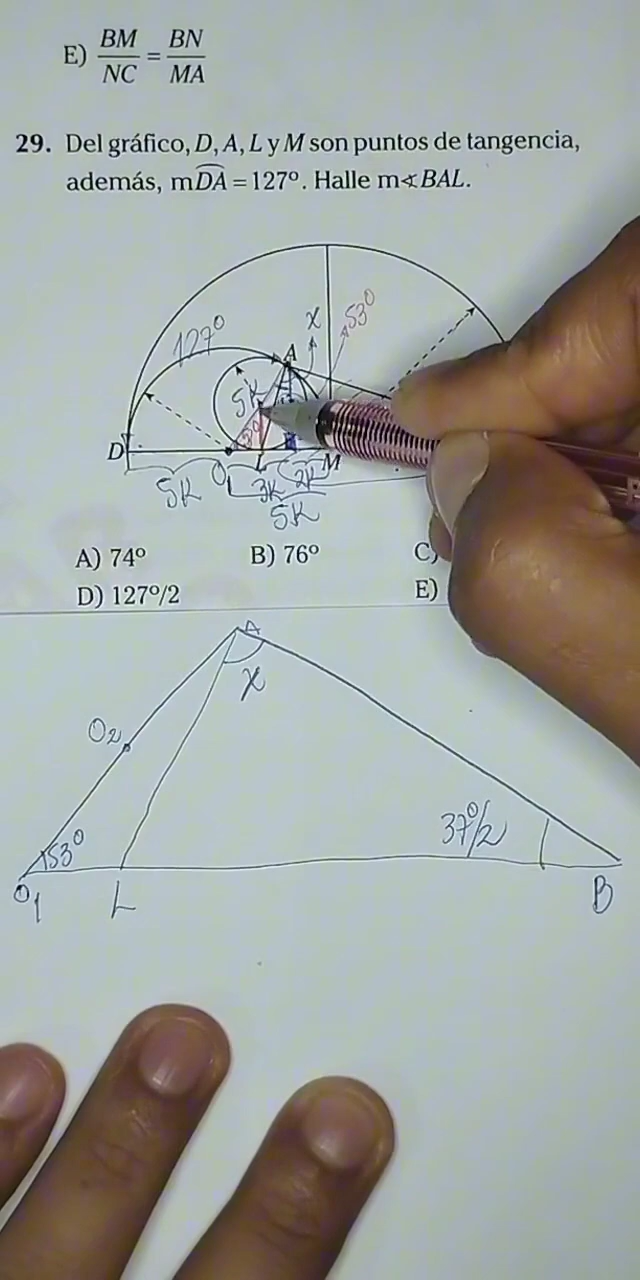 E) BM/NC = BN/MA
29. Del gráfico, D, A, L y M son puntos de tangencia,
además, mDA = 127°. Halle m∢BAL.
127°
x
53°
A
5K
D
O1
M
5K
3K
2K
5K
A) 74°
B) 76°
C)
D) 127°/2
E)
A
x
O2
53°
37°/2
O1
L
B